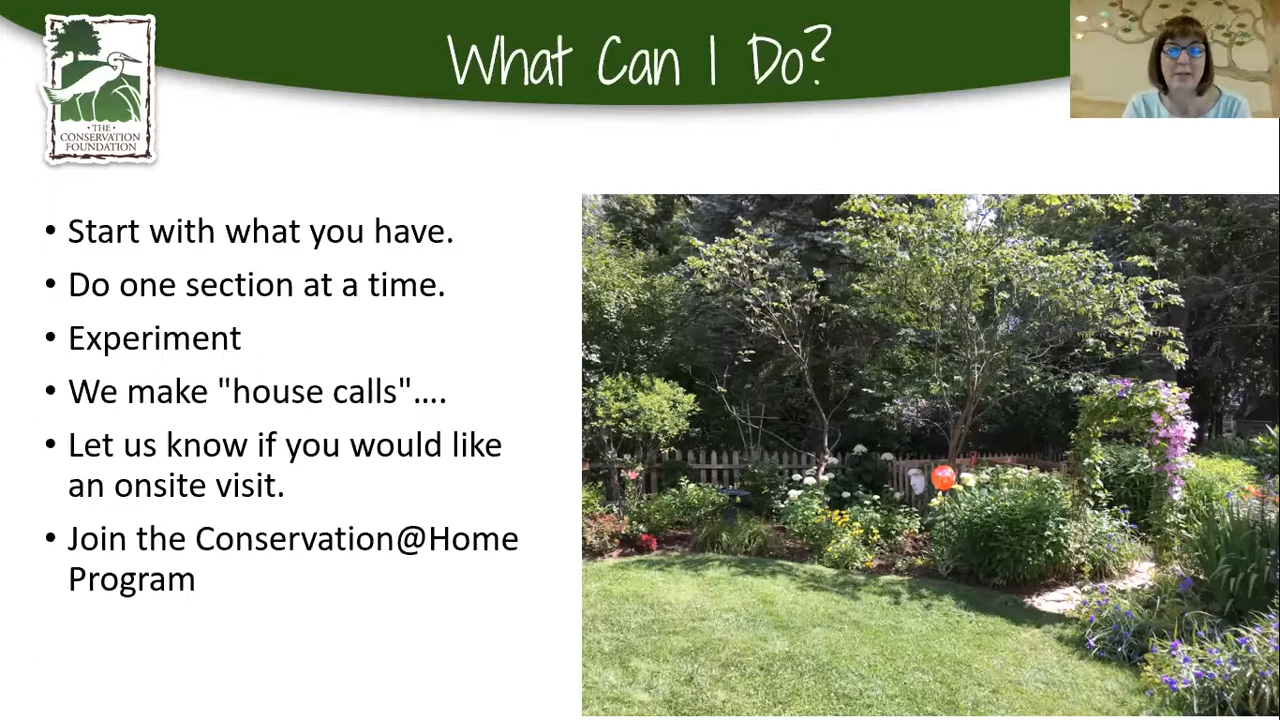 What Can I Do?
• THE •
CONSERVATION
FOUNDATION
• Start with what you have.
• Do one section at a time.
• Experiment
• We make "house calls"....
• Let us know if you would like
an onsite visit.
• Join the Conservation@Home
Program